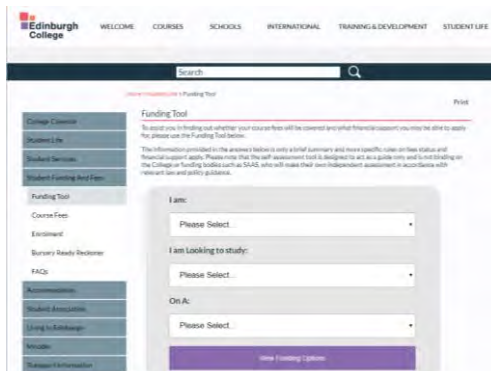 Edinburgh
College
WELCOME COURSES SCHOOLS INTERNATIONAL TRAINING & DEVELOPMENT STUDENT LIFE
Search
Funding Tool
Print
Funding Tool
To assist you in finding out whether your course fees will be covered and what financial support you may be able to apply
for, please use the Funding Tool below.
The information provided in the answers below is only a brief summary and more specific rules on fees status and
financial support apply. Please note that the self-assessment tool is designed to act as a guide only and is not binding on
the College or funding bodies such as SAAS, who will make their own independent assessment in accordance with
relevant law and policy guidance.
College Calendar
Student Life
Student Services
Student Funding And Fees
Funding Tool
Course Fees
Enrolment
Bursary Ready Reckoner
FAQs
Accommodation
Student Association
Living In Edinburgh
Moodle
Transport Information
I am:
Please Select...
I am Looking to study:
Please Select...
On A:
Please Select...
View Funding Options